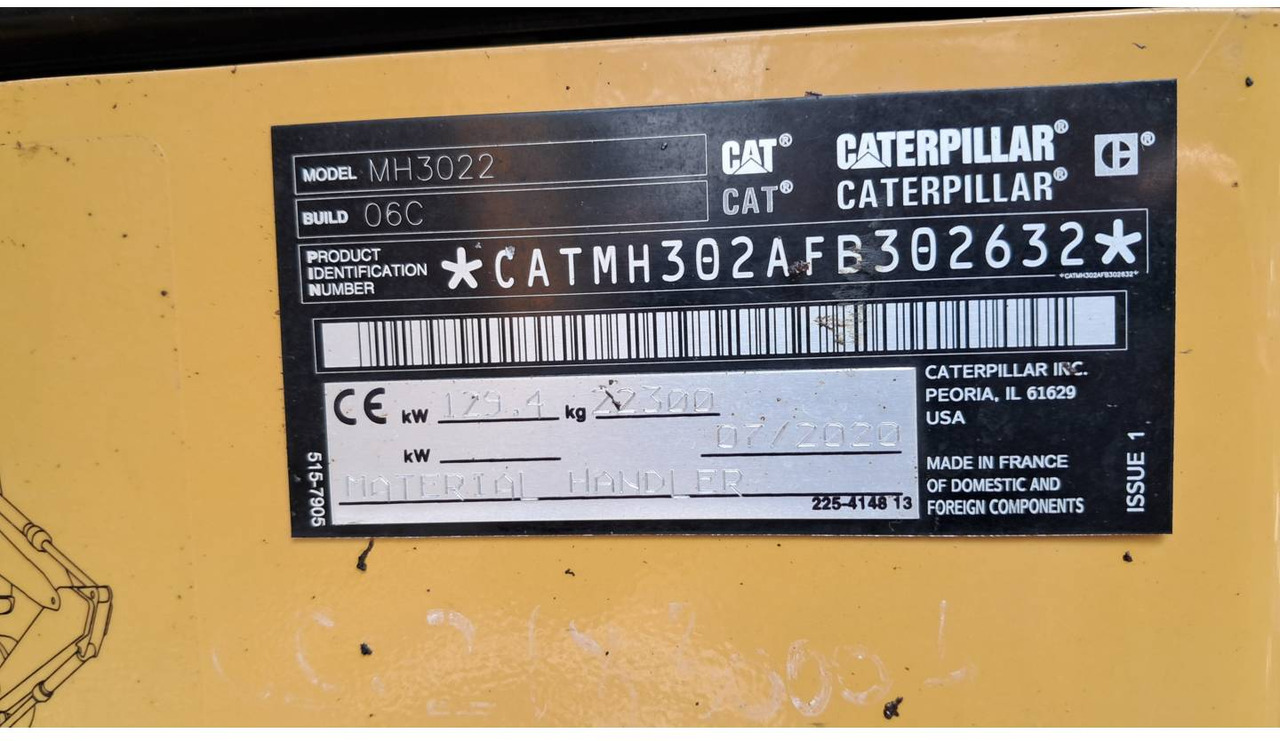 MODEL MH3022
BUILD 06C
CAT® CATERPILLAR® ®
CAT® CATERPILLAR®
PRODUCT
IDENTIFICATION
NUMBER
*CATMH302AFB302632*
*CATMH302AFB302632*
CE kW 129.4 kg 22300
07/2020
kW
MATERIAL HANDLER
225-4148 13
515-7905
CATERPILLAR INC.
PEORIA, IL 61629
USA
MADE IN FRANCE
OF DOMESTIC AND
FOREIGN COMPONENTS
ISSUE 1